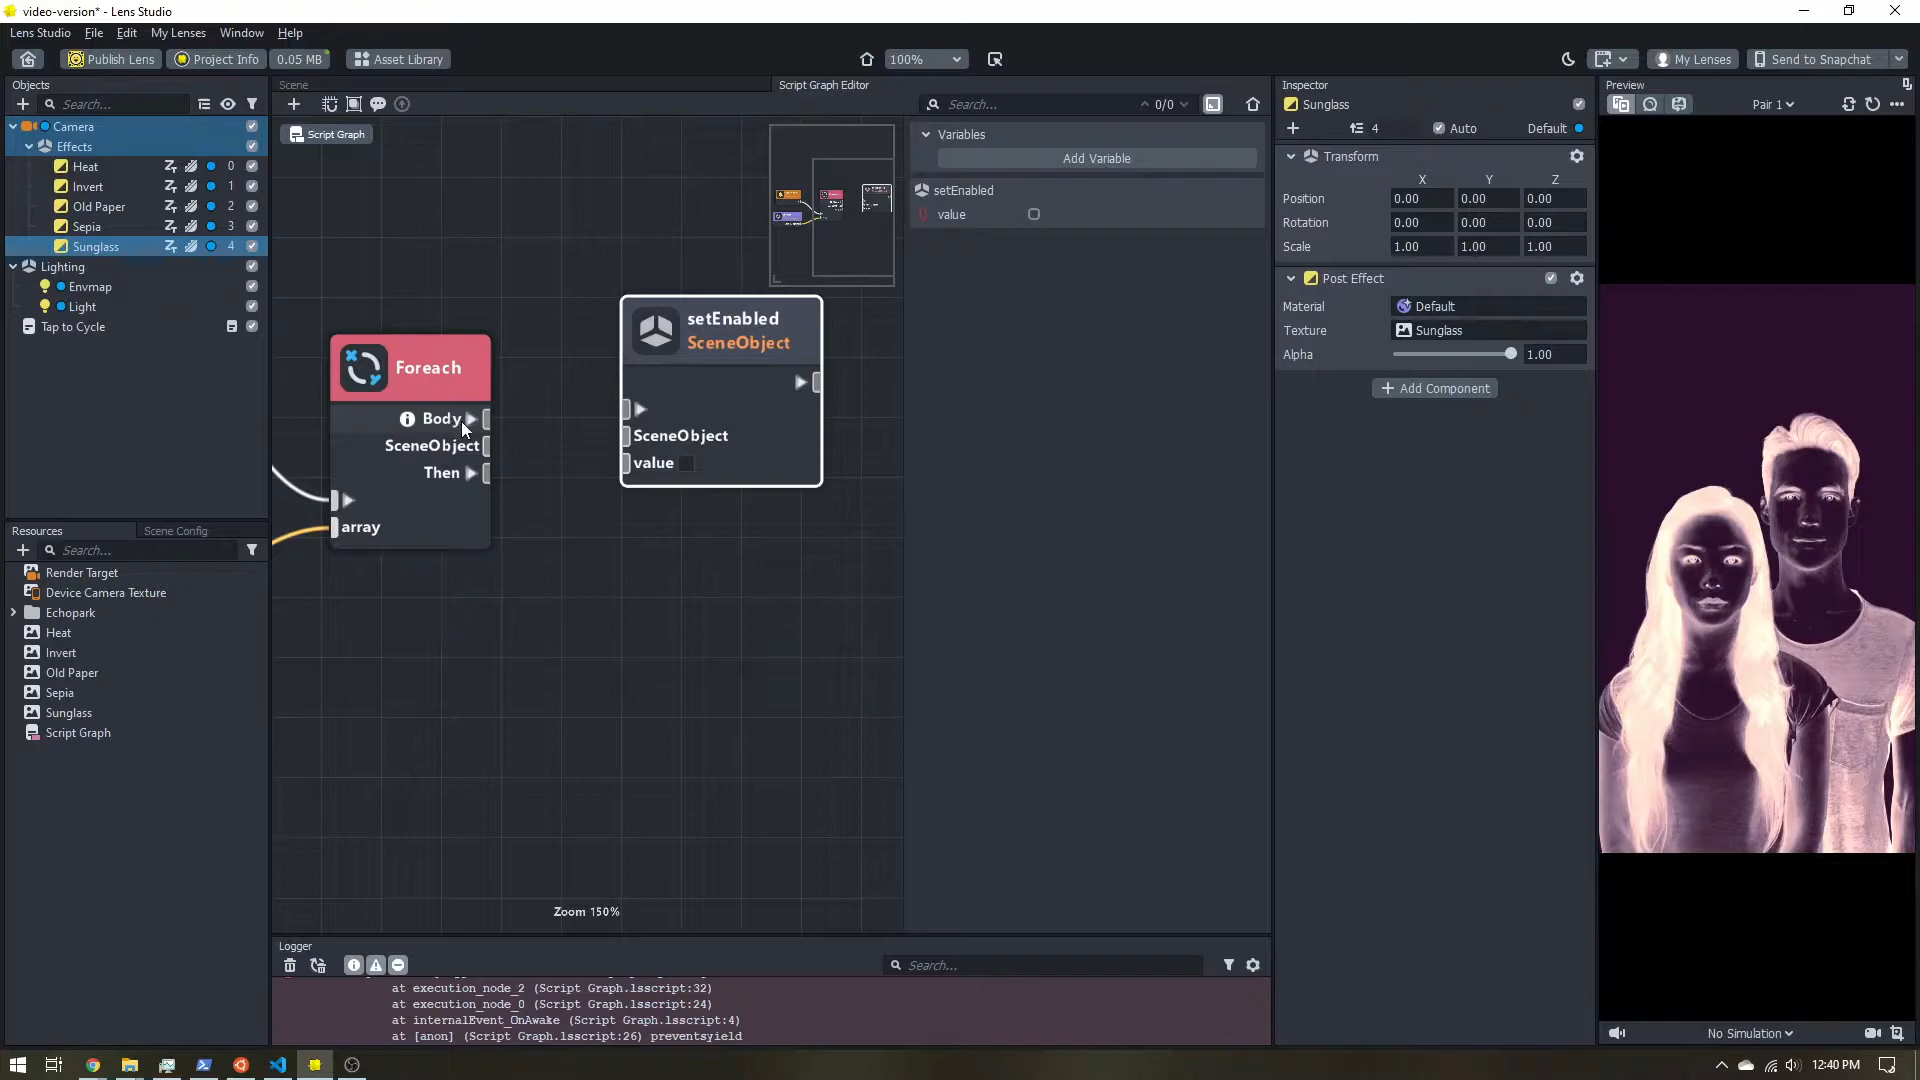 video-version* - Lens Studio
Lens Studio File Edit My Lenses Window Help
Publish Lens Project Info 0.05 MB Asset Library 100% My Lenses Send to Snapchat
Objects
Search...
Camera
Effects
Heat 0
Invert 1
Old Paper 2
Sepia 3
Sunglass 4
Lighting
Envmap
Light
Tap to Cycle
Resources Scene Config
Search...
Render Target
Device Camera Texture
Echopark
Heat
Invert
Old Paper
Sepia
Sunglass
Script Graph
Scene Script Graph Editor
Search... 0/0
Script Graph
Foreach
Body
SceneObject
Then
array
setEnabled
SceneObject
SceneObject
value
Zoom 150%
Variables
Add Variable
setEnabled
value
Logger
Search...
at execution_node_2 (Script Graph.lsscript:32)
at execution_node_0 (Script Graph.lsscript:24)
at internalEvent_OnAwake (Script Graph.lsscript:4)
at [anon] (Script Graph.lsscript:26) preventsyield
Inspector
Sunglass
4 Auto Default
Transform
X Y Z
Position 0.00 0.00 0.00
Rotation 0.00 0.00 0.00
Scale 1.00 1.00 1.00
Post Effect
Material Default
Texture Sunglass
Alpha 1.00
Add Component
Preview
Pair 1
No Simulation
12:40 PM